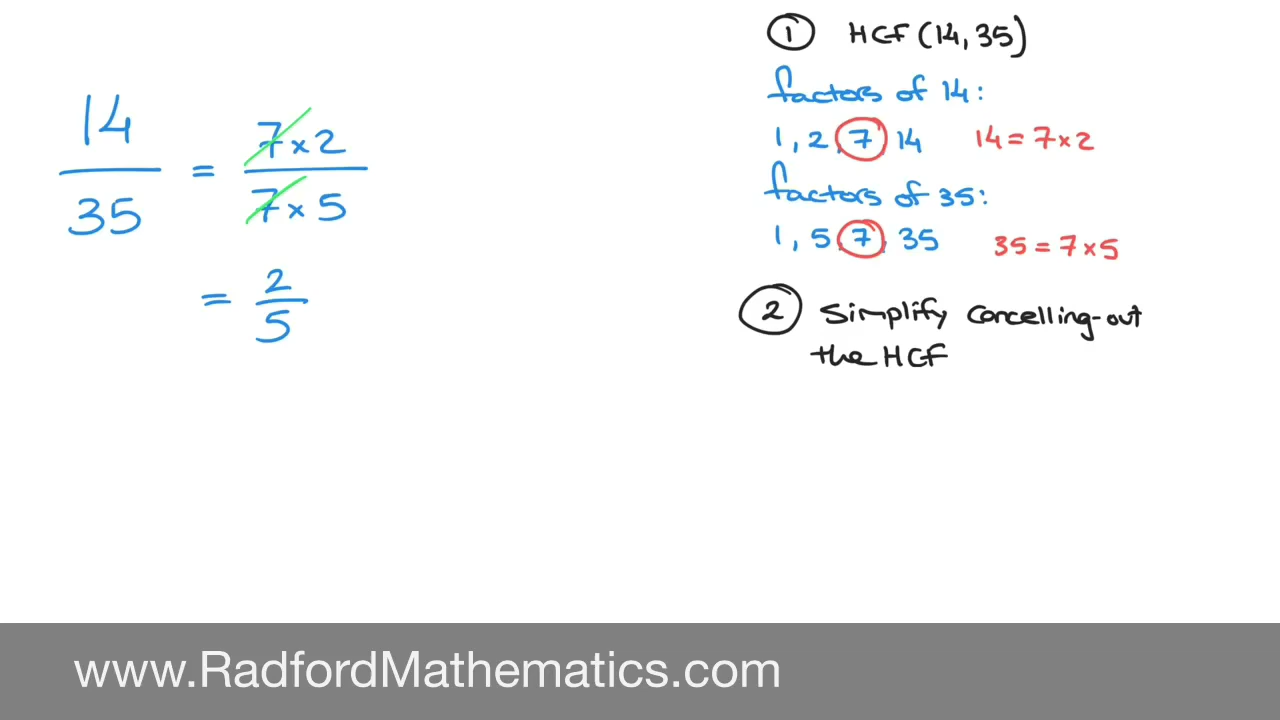 14/35 = 7×2/7×5
= 2/5
1 HCF(14,35)
factors of 14:
1, 2, 7, 14 14 = 7×2
factors of 35:
1, 5, 7, 35 35 = 7×5
2 Simplify cancelling-out
the HCF
www.RadfordMathematics.com